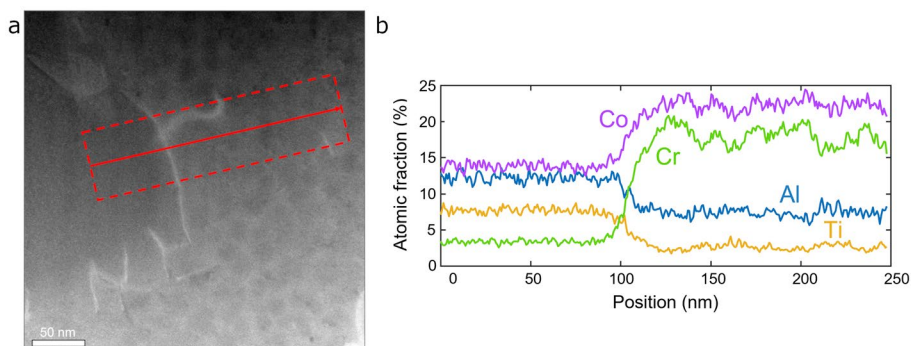 a
50 nm
b
Atomic fraction (%)
25
20
15
10
5
0
Co
Cr
Al
Ti
0 50 100 150 200 250
Position (nm)